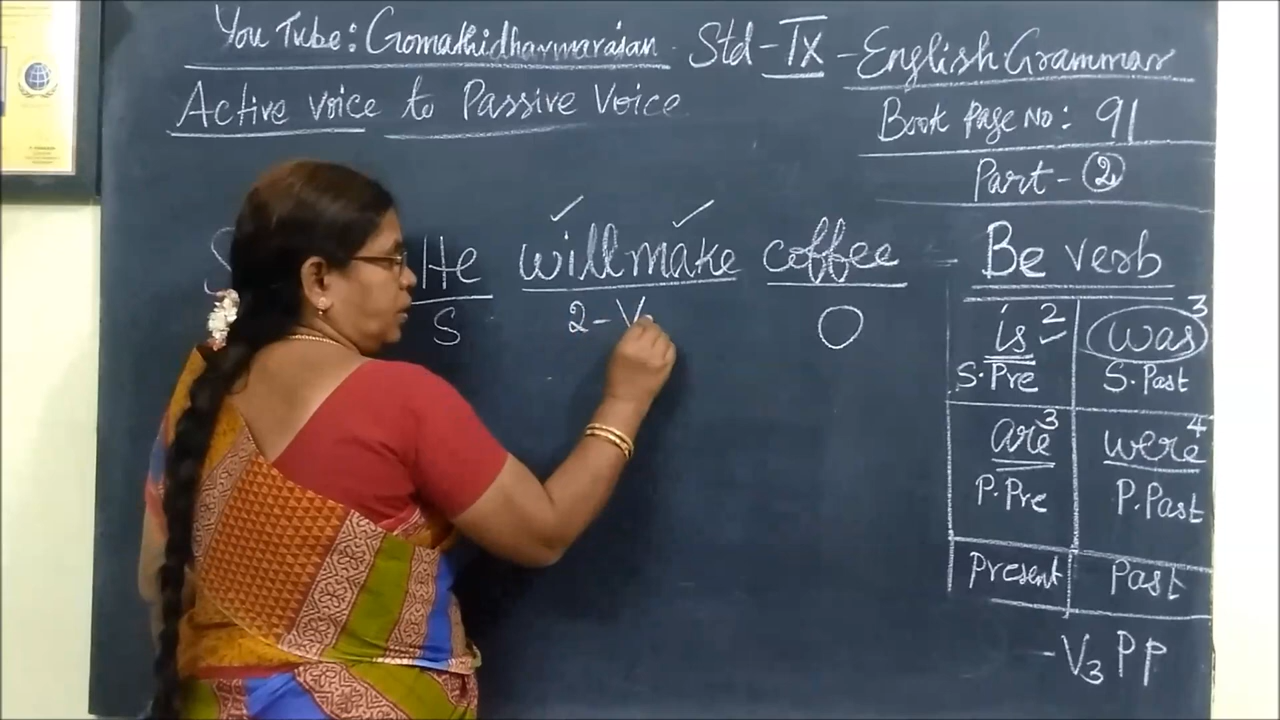 You Tube: Gomathidharmarajan. Std-IX-English Grammar
Active voice to Passive Voice
Book Page No: 91
Part-②
He will make coffee
S 2-V O
Be verb
is 2 was 3
S.Pre S.Past
are 3 were 4
P.Pre P.Past
Present Past
-V3 PP